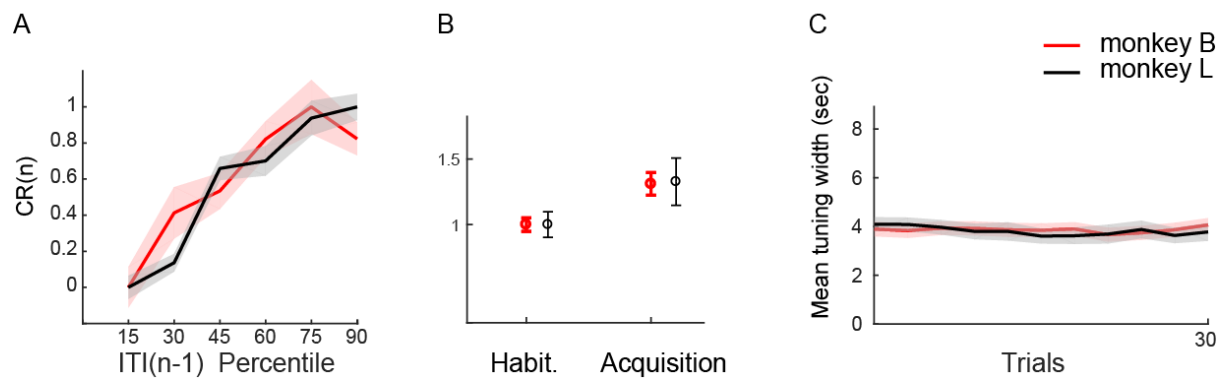 A
CR(n)
1
0.8
0.6
0.4
0.2
0
15 30 45 60 75 90
ITI(n-1) Percentile
B
1.5
1
Habit. Acquisition
C
monkey B
monkey L
Mean tuning width (sec)
8
6
4
2
0
30
Trials